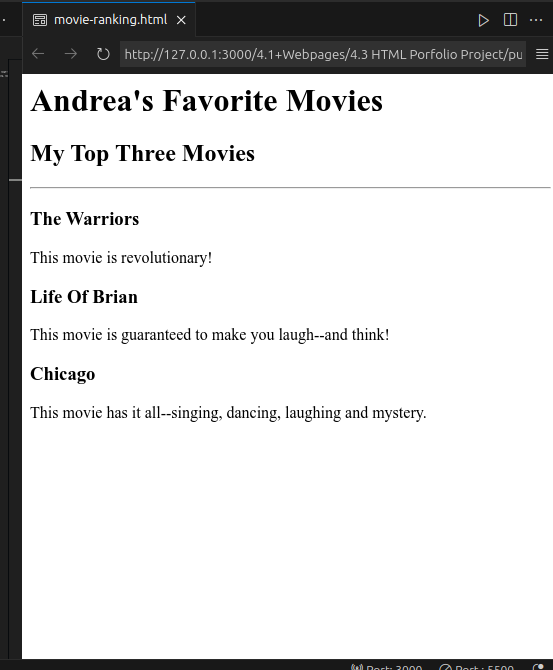 movie-ranking.html
http://127.0.0.1:3000/4.1+Webpages/4.3 HTML Porfolio Project/pu
Andrea's Favorite Movies
My Top Three Movies
The Warriors
This movie is revolutionary!
Life Of Brian
This movie is guaranteed to make you laugh--and think!
Chicago
This movie has it all--singing, dancing, laughing and mystery.
Port: 3000 Port : 5500